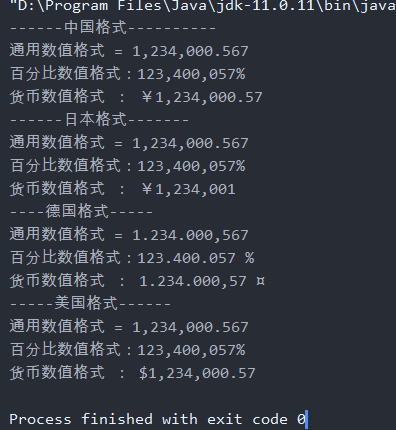 "D:\Program Files\Java\jdk-11.0.11\bin\java
------中国格式----------
通用数值格式 = 1,234,000.567
百分比数值格式：123,400,057%
货币数值格式 ： ￥1,234,000.57
------日本格式-------
通用数值格式 = 1,234,000.567
百分比数值格式：123,400,057%
货币数值格式 ： ￥1,234,001
----德国格式-----
通用数值格式 = 1.234.000,567
百分比数值格式：123.400.057 %
货币数值格式 ： 1.234.000,57 ¤
-----美国格式------
通用数值格式 = 1,234,000.567
百分比数值格式：123,400,057%
货币数值格式 ： $1,234,000.57
Process finished with exit code 0